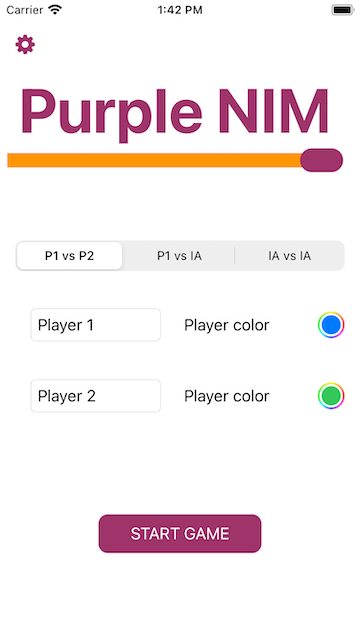 Carrier 1:42 PM
Purple NIM
P1 vs P2 P1 vs IA IA vs IA
Player 1 Player color
Player 2 Player color
START GAME